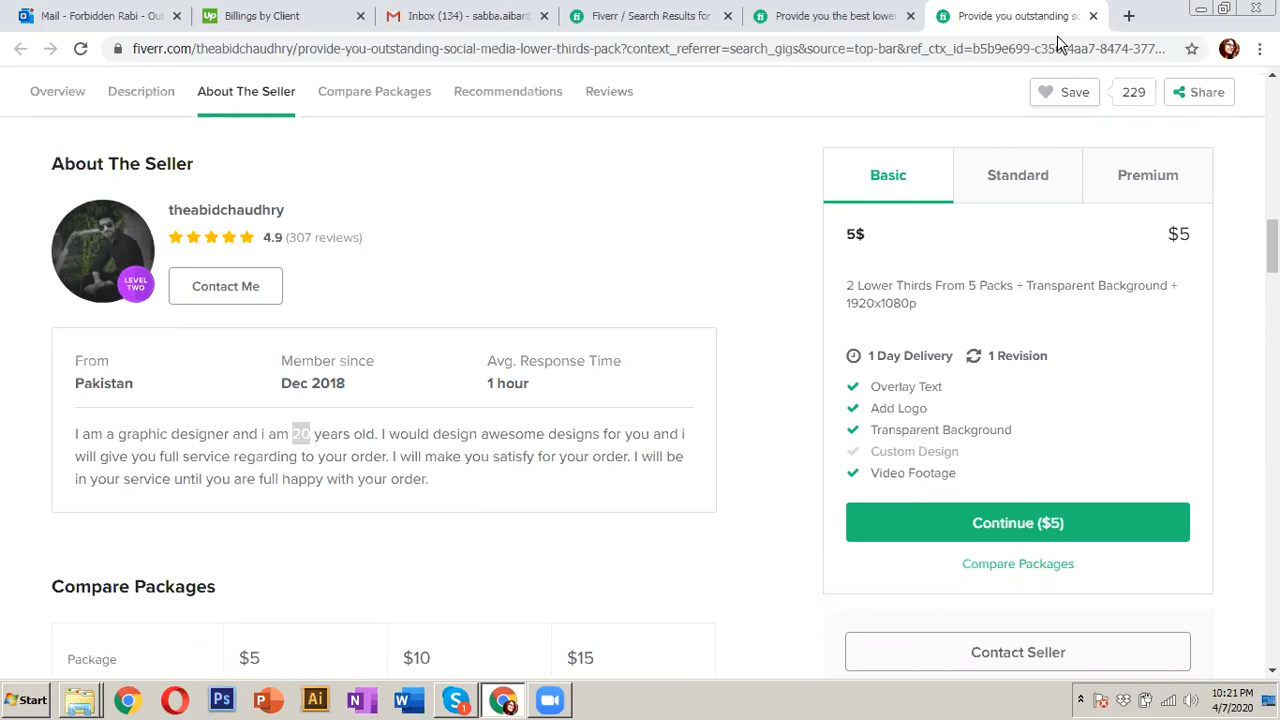 Mail - Forbidden Rabi - Out
Billings by Client
Inbox (134) - sabba.aibar@
Fiverr / Search Results for
Provide you the best lower
Provide you outstanding so
fiverr.com/theabidchaudhry/provide-you-outstanding-social-media-lower-thirds-pack?context_referrer=search_gigs&source=top-bar&ref_ctx_id=b5b9e699-c35
4aa7-8474-377...
Overview
Description
About The Seller
Compare Packages
Recommendations
Reviews
Save
229
Share
About The Seller
theabidchaudhry
4.9 (307 reviews)
LEVEL
TWO
Contact Me
From
Pakistan
Member since
Dec 2018
Avg. Response Time
1 hour
I am a graphic designer and i am 20 years old. I would design awesome designs for you and i
will give you full service regarding to your order. I will make you satisfy for your order. I will be
in your service until you are full happy with your order.
Compare Packages
Package
$5
$10
$15
Basic
Standard
Premium
5$
$5
2 Lower Thirds From 5 Packs + Transparent Background +
1920x1080p
1 Day Delivery
1 Revision
Overlay Text
Add Logo
Transparent Background
Custom Design
Video Footage
Continue ($5)
Compare Packages
Contact Seller
Start
10:21 PM
4/7/2020